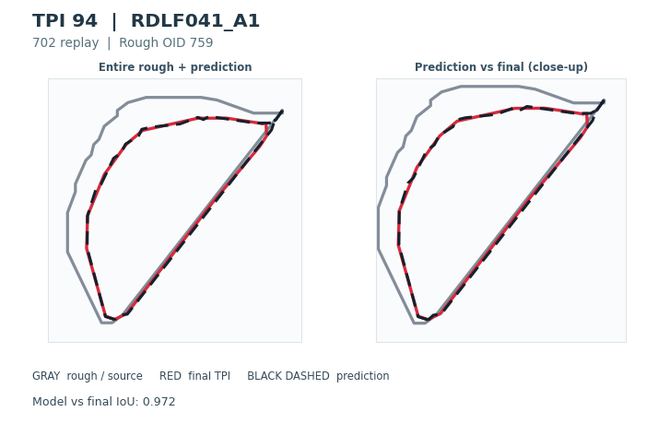 TPI 94 | RDLF041_A1
702 replay | Rough OID 759
Entire rough + prediction
Prediction vs final (close-up)
GRAY rough / source RED final TPI BLACK DASHED prediction
Model vs final IoU: 0.972